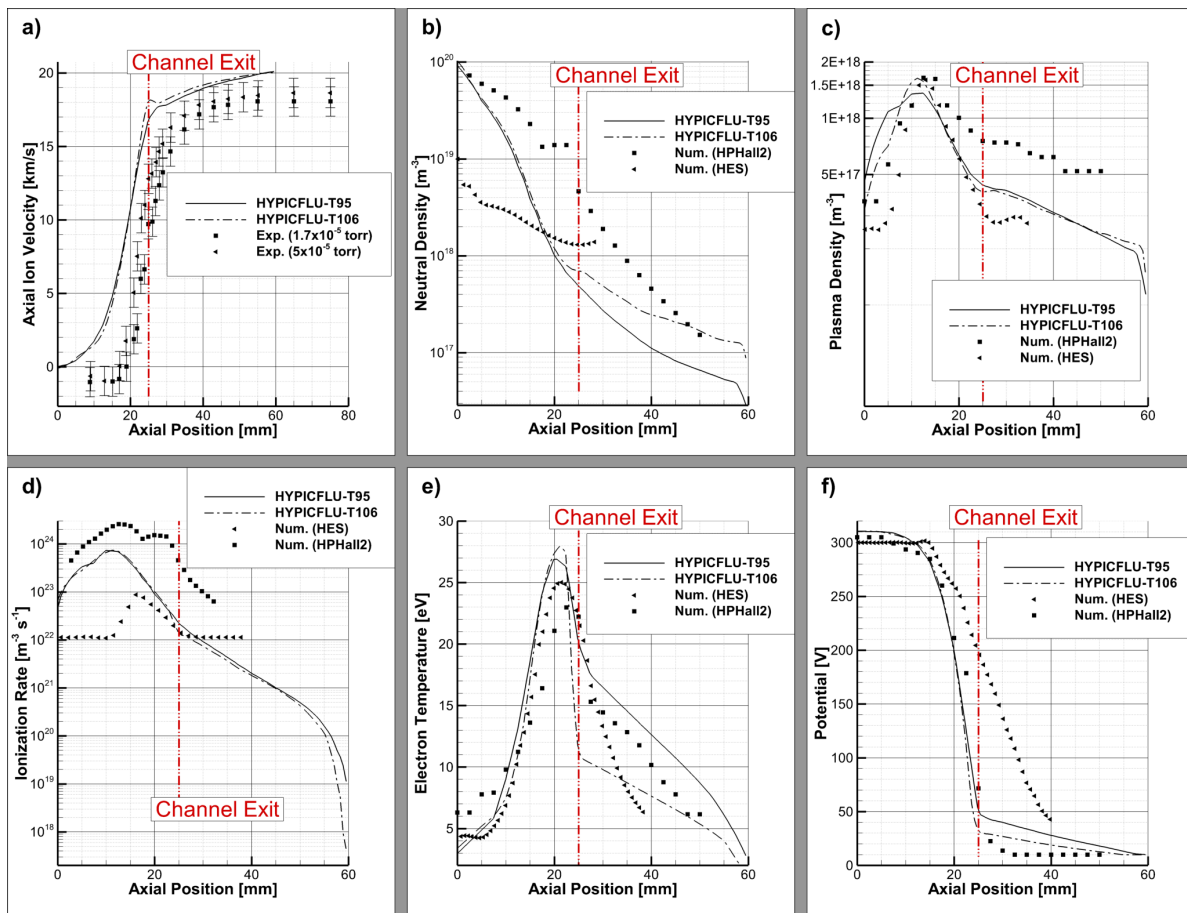 a)
Channel Exit
20
15
10
5
0
0
20
40
60
80
Axial Ion Velocity [km/s]
Axial Position [mm]
HYPICFLU-T95
HYPICFLU-T106
Exp. (1.7x10⁻⁵ torr)
Exp. (5x10⁻⁵ torr)
b)
Channel Exit
10²⁰
10¹⁹
10¹⁸
10¹⁷
0
20
40
60
Neutral Density [m⁻³]
Axial Position [mm]
HYPICFLU-T95
HYPICFLU-T106
Num. (HPHall2)
Num. (HES)
c)
Channel Exit
2E+18
1.5E+18
1E+18
5E+17
0
20
40
60
Plasma Density [m⁻³]
Axial Position [mm]
HYPICFLU-T95
HYPICFLU-T106
Num. (HPHall2)
Num. (HES)
d)
HYPICFLU-T95
HYPICFLU-T106
Num. (HES)
Num. (HPHall2)
10²⁴
10²³
10²²
10²¹
10²⁰
10¹⁹
10¹⁸
Channel Exit
0
20
40
60
Ionization Rate [m⁻³ s⁻¹]
Axial Position [mm]
e)
Channel Exit
30
25
20
15
10
5
0
20
40
60
Electron Temperature [eV]
Axial Position [mm]
HYPICFLU-T95
HYPICFLU-T106
Num. (HES)
Num. (HPHall2)
f)
Channel Exit
300
250
200
150
100
50
0
0
20
40
60
Potential [V]
Axial Position [mm]
HYPICFLU-T95
HYPICFLU-T106
Num. (HES)
Num. (HPHall2)